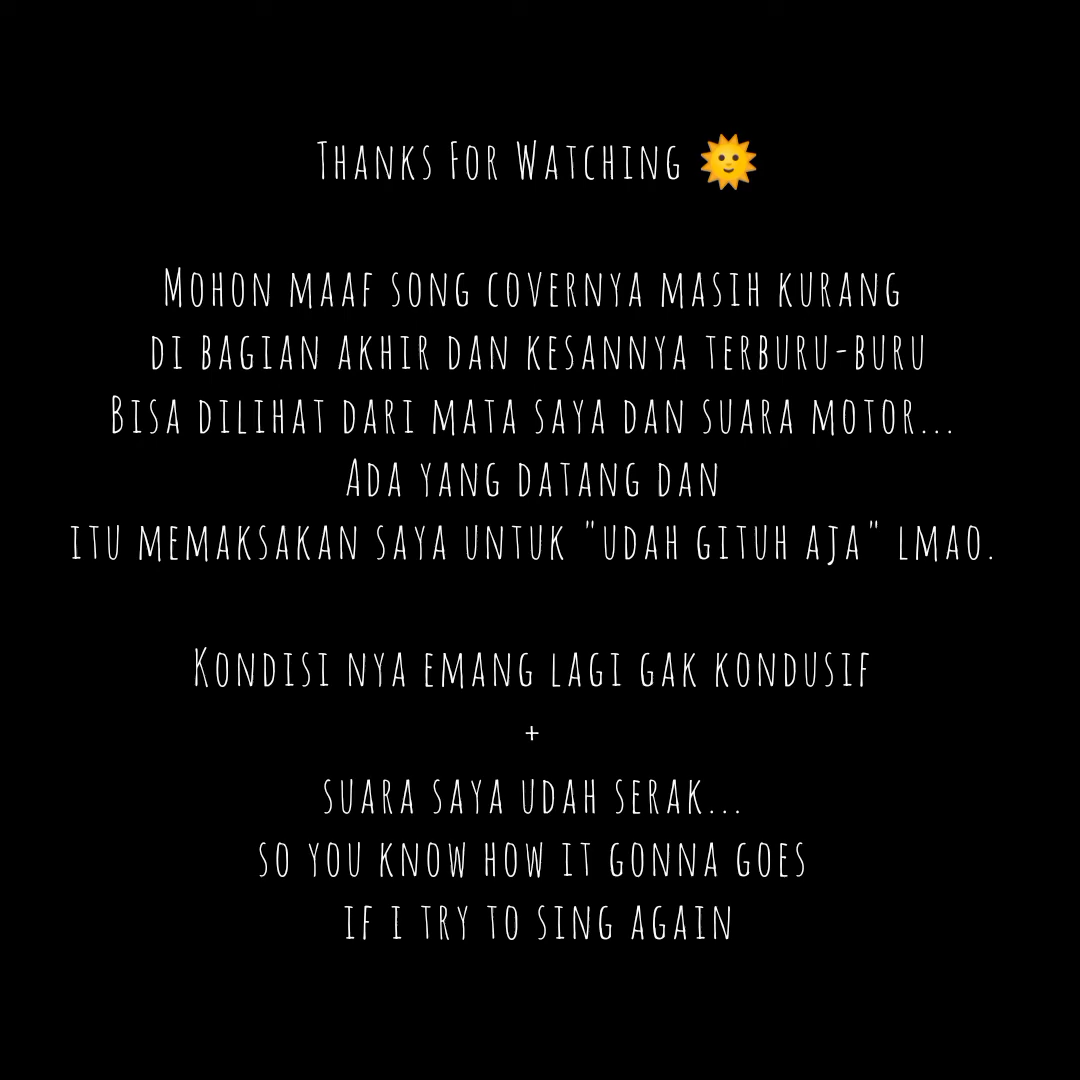 Thanks For Watching 🌞
Mohon maaf song covernya masih kurang
di bagian akhir dan kesannya terburu-buru
Bisa dilihat dari mata saya dan suara motor...
Ada yang datang dan
itu memaksakan saya untuk "udah gituh aja" lmao.
Kondisi nya emang lagi gak kondusif
+
suara saya udah serak...
so you know how it gonna goes
if i try to sing again